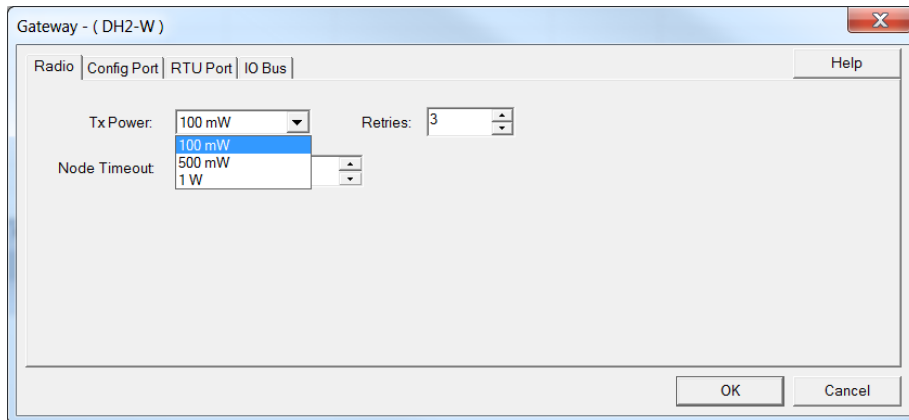 Gateway - ( DH2-W )
Radio Config Port RTU Port IO Bus Help
Tx Power: 100 mW Retries: 3
100 mW
Node Timeout 500 mW
1 W
OK Cancel